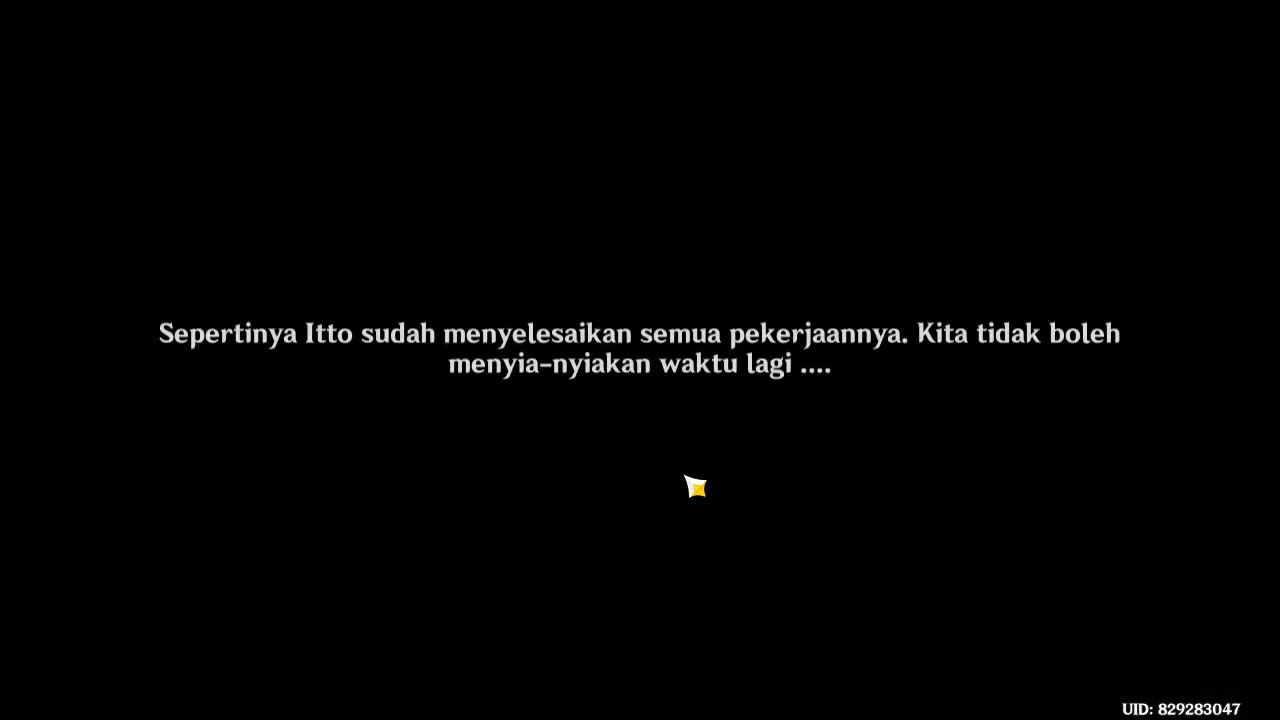 Sepertinya Itto sudah menyelesaikan semua pekerjaannya. Kita tidak boleh
menyia-nyiakan waktu lagi ....
UID: 829283047